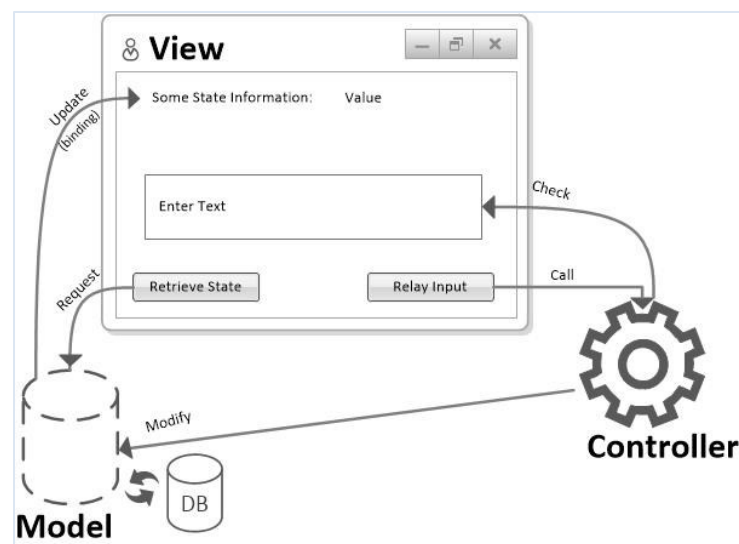 View
Some State Information: Value
Update
(binding)
Enter Text
Check
Retrieve State
Relay Input
Call
Request
Modify
Controller
DB
Model